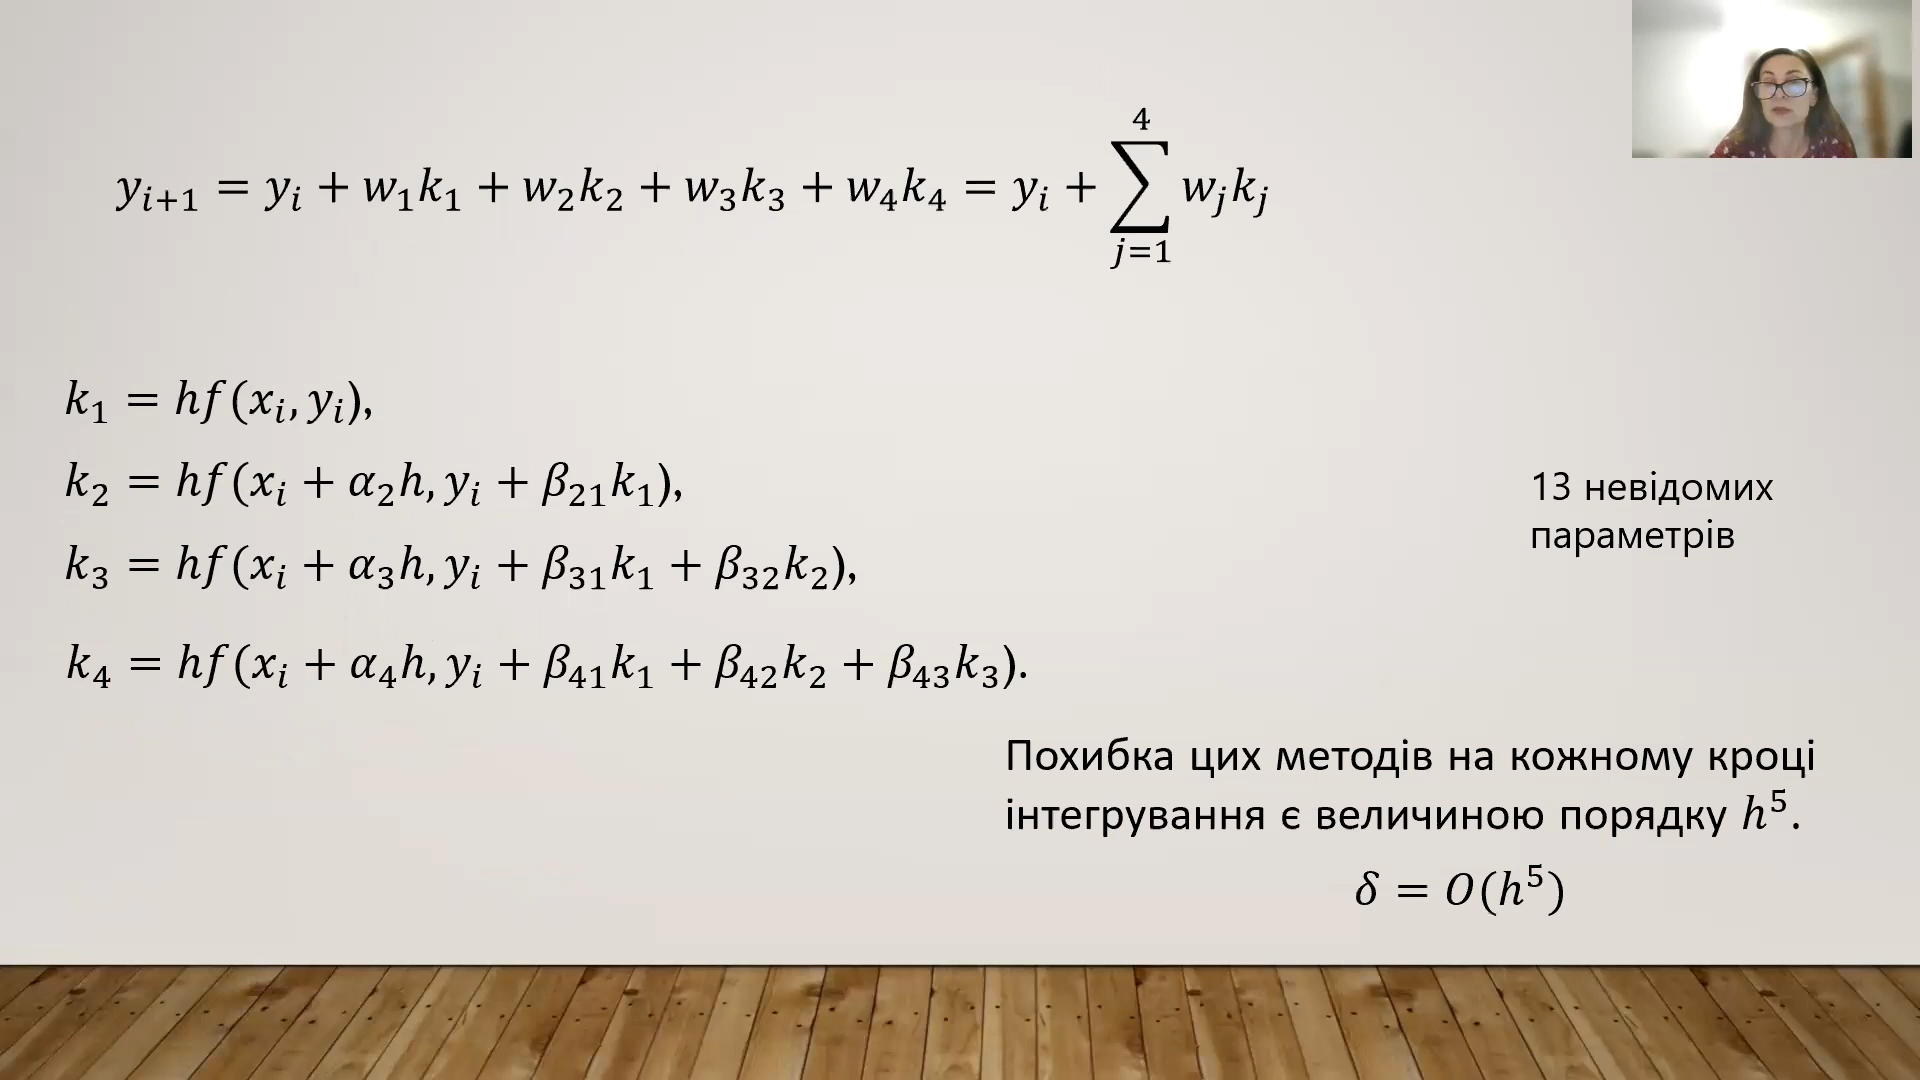 y_{i+1} = y_i + w_1k_1 + w_2k_2 + w_3k_3 + w_4k_4 = y_i + \sum_{j=1}^{4} w_jk_j
k_1 = hf(x_i, y_i),
k_2 = hf(x_i + α_2h, y_i + β_{21}k_1),
k_3 = hf(x_i + α_3h, y_i + β_{31}k_1 + β_{32}k_2),
k_4 = hf(x_i + α_4h, y_i + β_{41}k_1 + β_{42}k_2 + β_{43}k_3).
13 невідомих
параметрів
Похибка цих методів на кожному кроці
інтегрування є величиною порядку h^5.
δ = O(h^5)